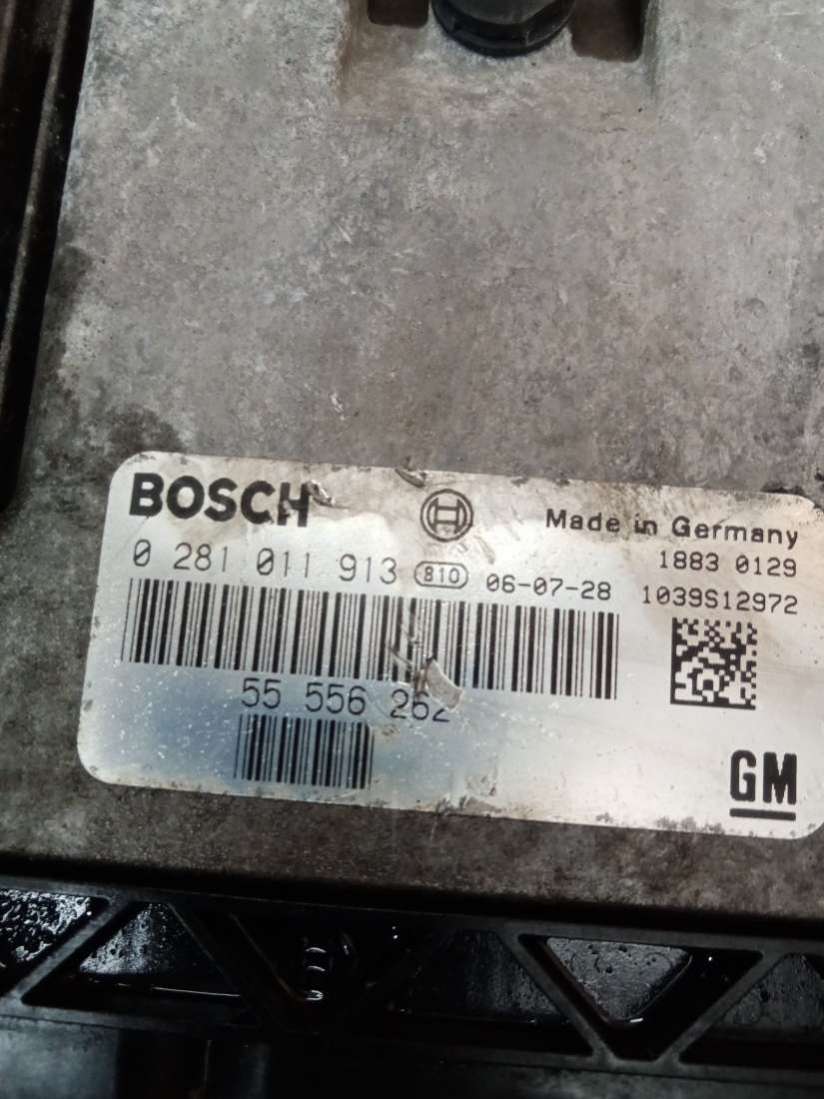 BOSCH
Made in Germany
0 281 011 913 810 06-07-28
1883 0129
1039S12972
55 556 262
GM